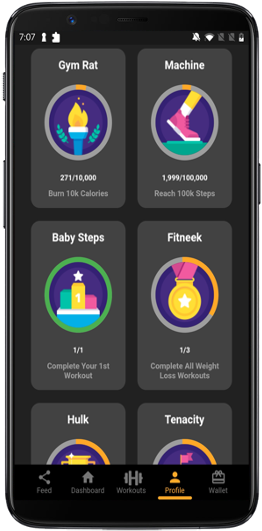 7:07
Gym Rat
Machine
271/10,000
1,999/100,000
Burn 10k Calories
Reach 100k Steps
Baby Steps
Fitneek
1
1/1
1/3
Complete Your 1st
Workout
Complete All Weight
Loss Workouts
Hulk
Tenacity
Feed
Dashboard
Workouts
Profile
Wallet